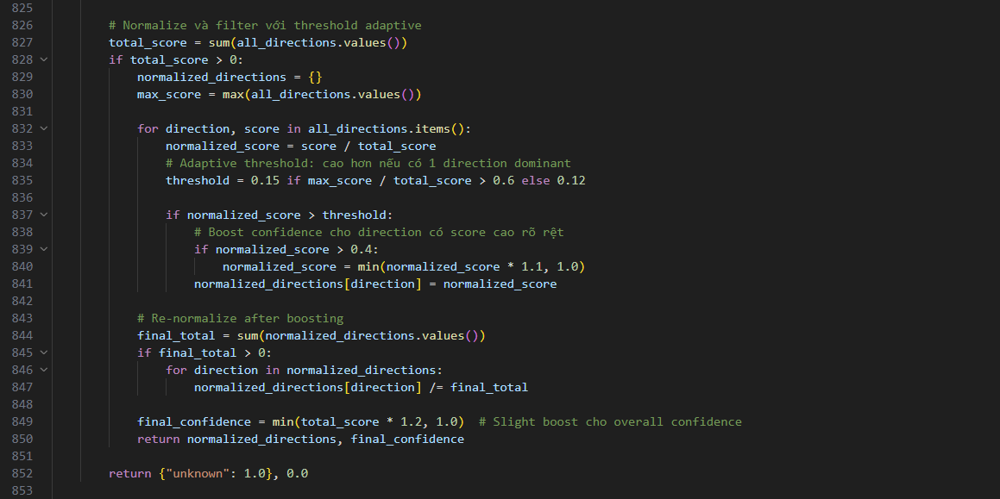 825
826 # Normalize và filter với threshold adaptive
827 total_score = sum(all_directions.values())
828 if total_score > 0:
829 normalized_directions = {}
830 max_score = max(all_directions.values())
831
832 for direction, score in all_directions.items():
833 normalized_score = score / total_score
834 # Adaptive threshold: cao hơn nếu có 1 direction dominant
835 threshold = 0.15 if max_score / total_score > 0.6 else 0.12
836
837 if normalized_score > threshold:
838 # Boost confidence cho direction có score cao rõ rệt
839 if normalized_score > 0.4:
840 normalized_score = min(normalized_score * 1.1, 1.0)
841 normalized_directions[direction] = normalized_score
842
843 # Re-normalize after boosting
844 final_total = sum(normalized_directions.values())
845 if final_total > 0:
846 for direction in normalized_directions:
847 normalized_directions[direction] /= final_total
848
849 final_confidence = min(total_score * 1.2, 1.0)  # Slight boost cho overall confidence
850 return normalized_directions, final_confidence
851
852 return {"unknown": 1.0}, 0.0
853